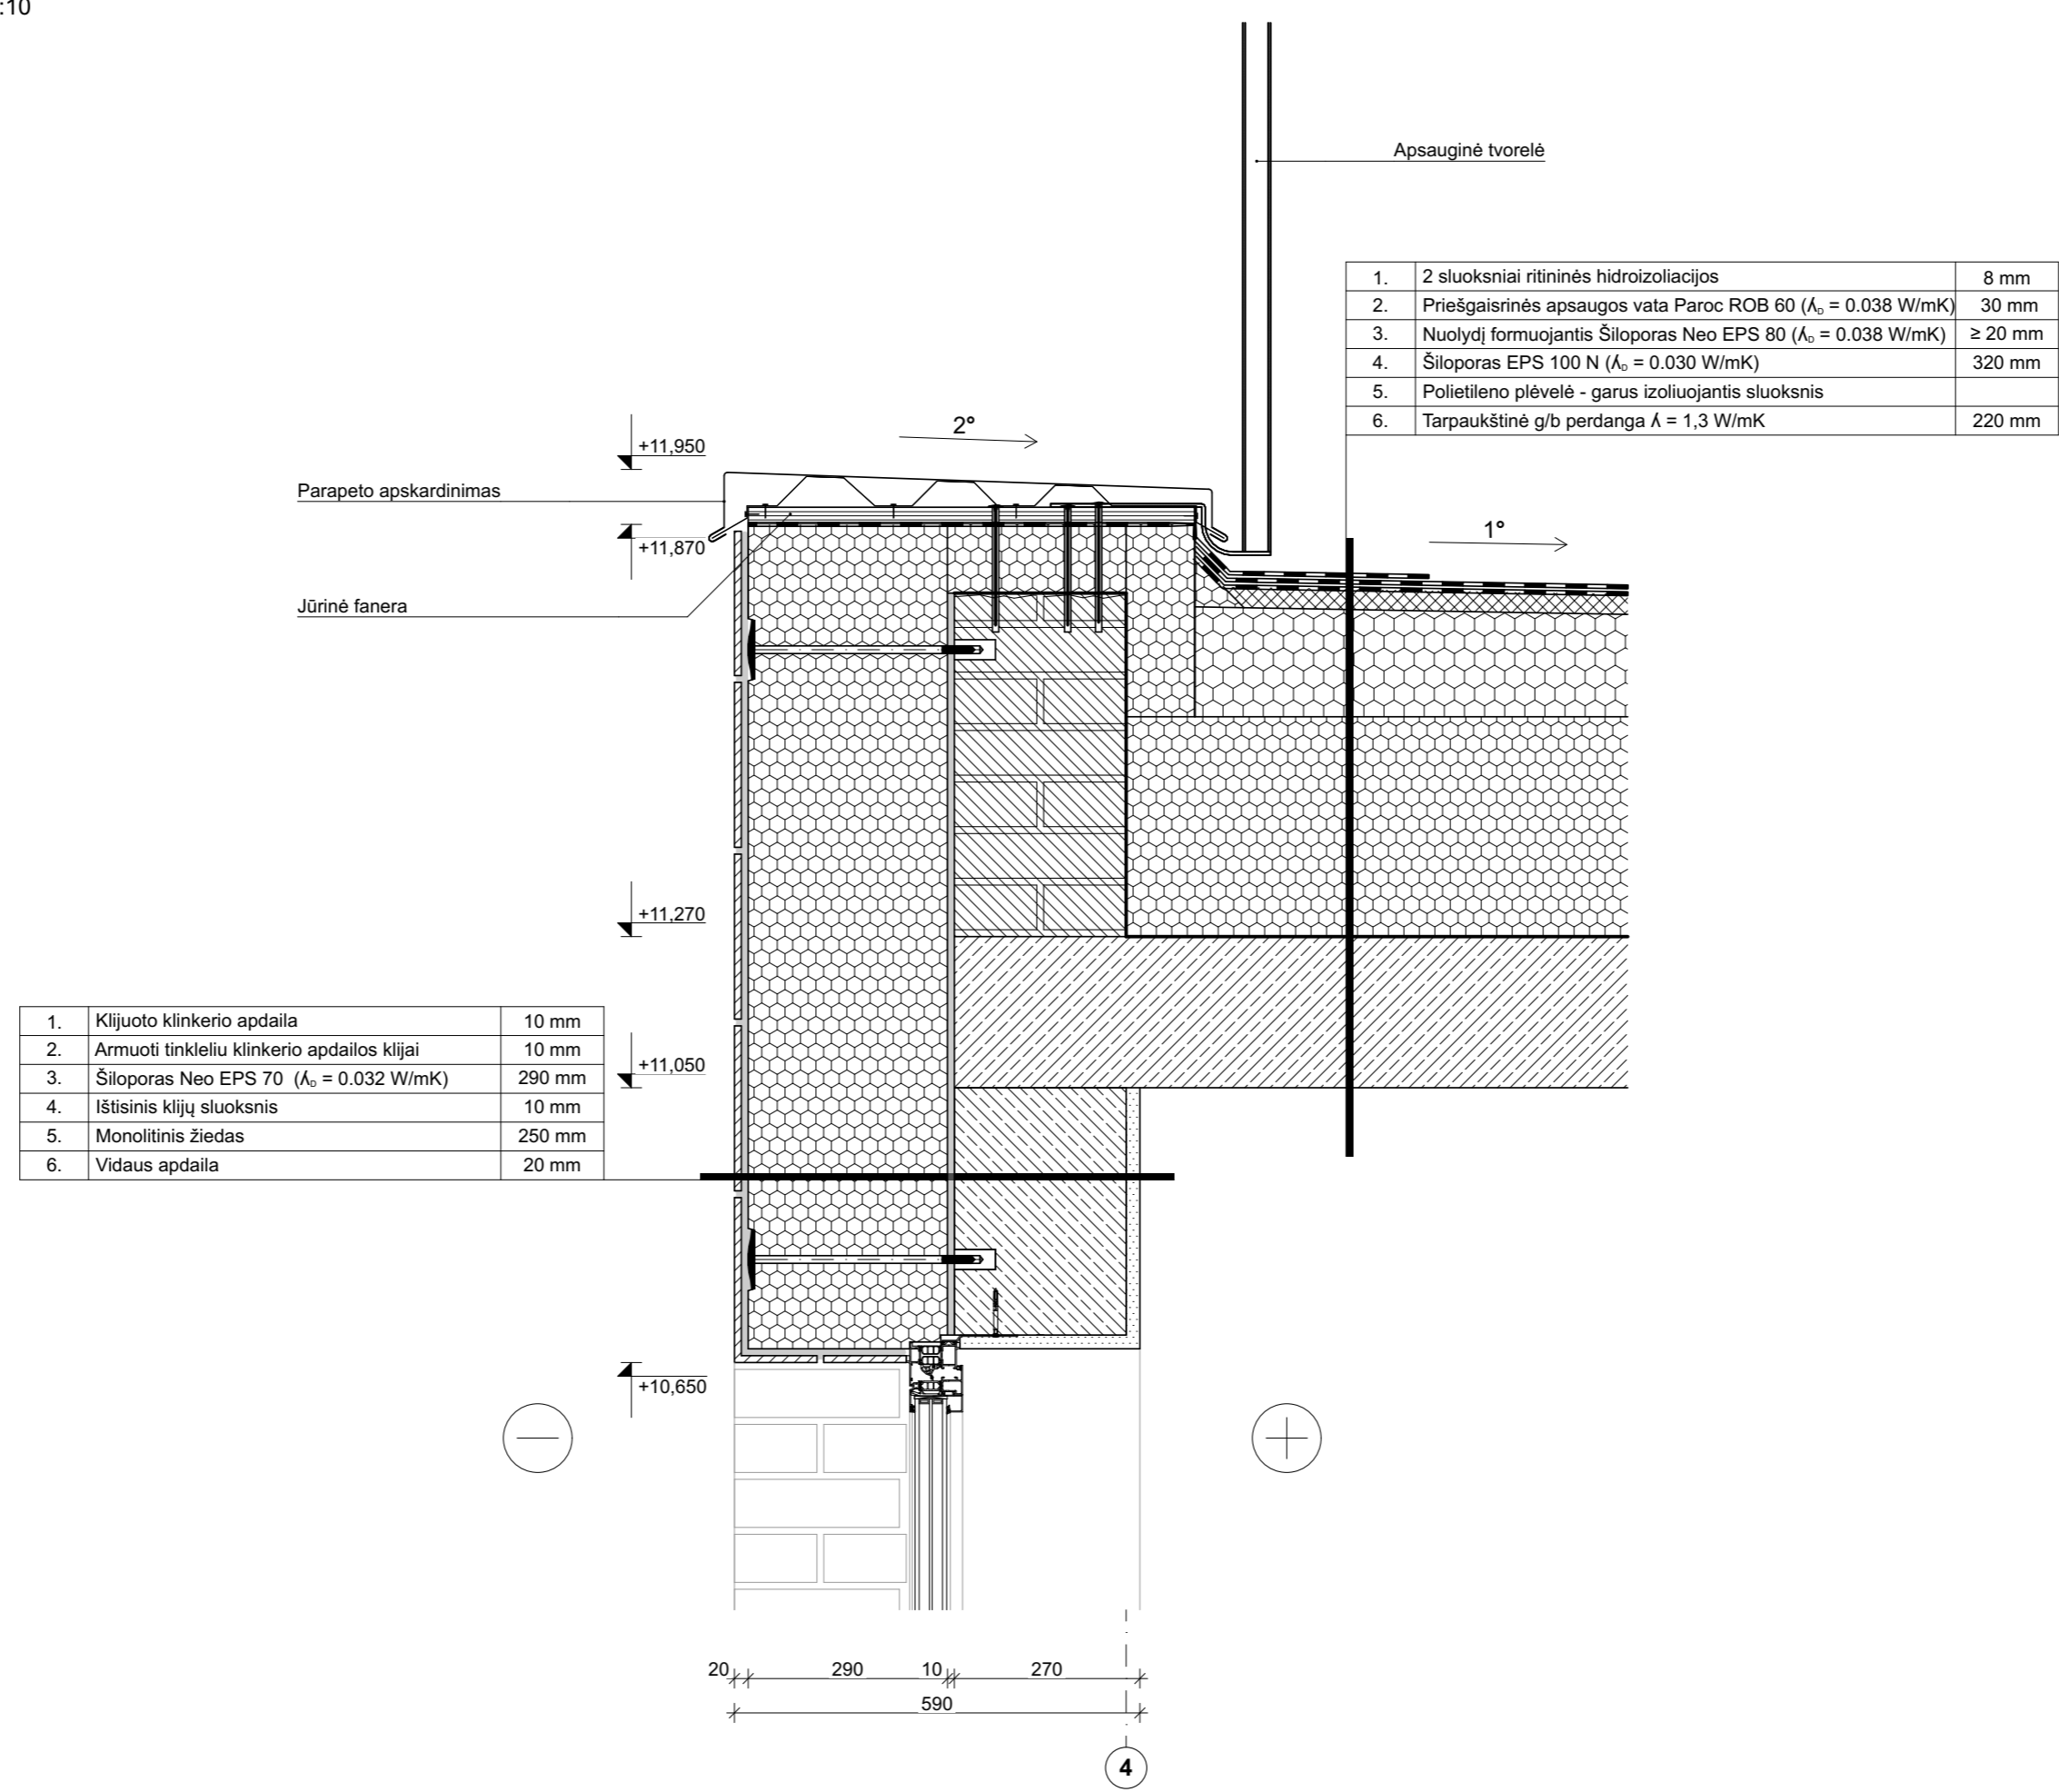 :10
Apsauginė tvorelė
1. 2 sluoksniai ritininės hidroizoliacijos 8 mm
2. Priešgaisrinės apsaugos vata Paroc ROB 60 (ʎD = 0.038 W/mK) 30 mm
3. Nuolydį formuojantis Šiloporas Neo EPS 80 (ʎD = 0.038 W/mK) ≥ 20 mm
4. Šiloporas EPS 100 N (ʎD = 0.030 W/mK) 320 mm
5. Polietileno plėvelė - garus izoliuojantis sluoksnis
6. Tarpaukštinė g/b perdanga ʎ = 1,3 W/mK 220 mm
2°
+11,950
Parapeto apskardinimas
1°
+11,870
Jūrinė fanera
+11,270
1. Klijuoto klinkerio apdaila 10 mm
2. Armuoti tinkleliu klinkerio apdailos klijai 10 mm
3. Šiloporas Neo EPS 70 (ʎD = 0.032 W/mK) 290 mm
4. Ištisinis klijų sluoksnis 10 mm
5. Monolitinis žiedas 250 mm
6. Vidaus apdaila 20 mm
+11,050
+10,650
20 290 10 270
590
4